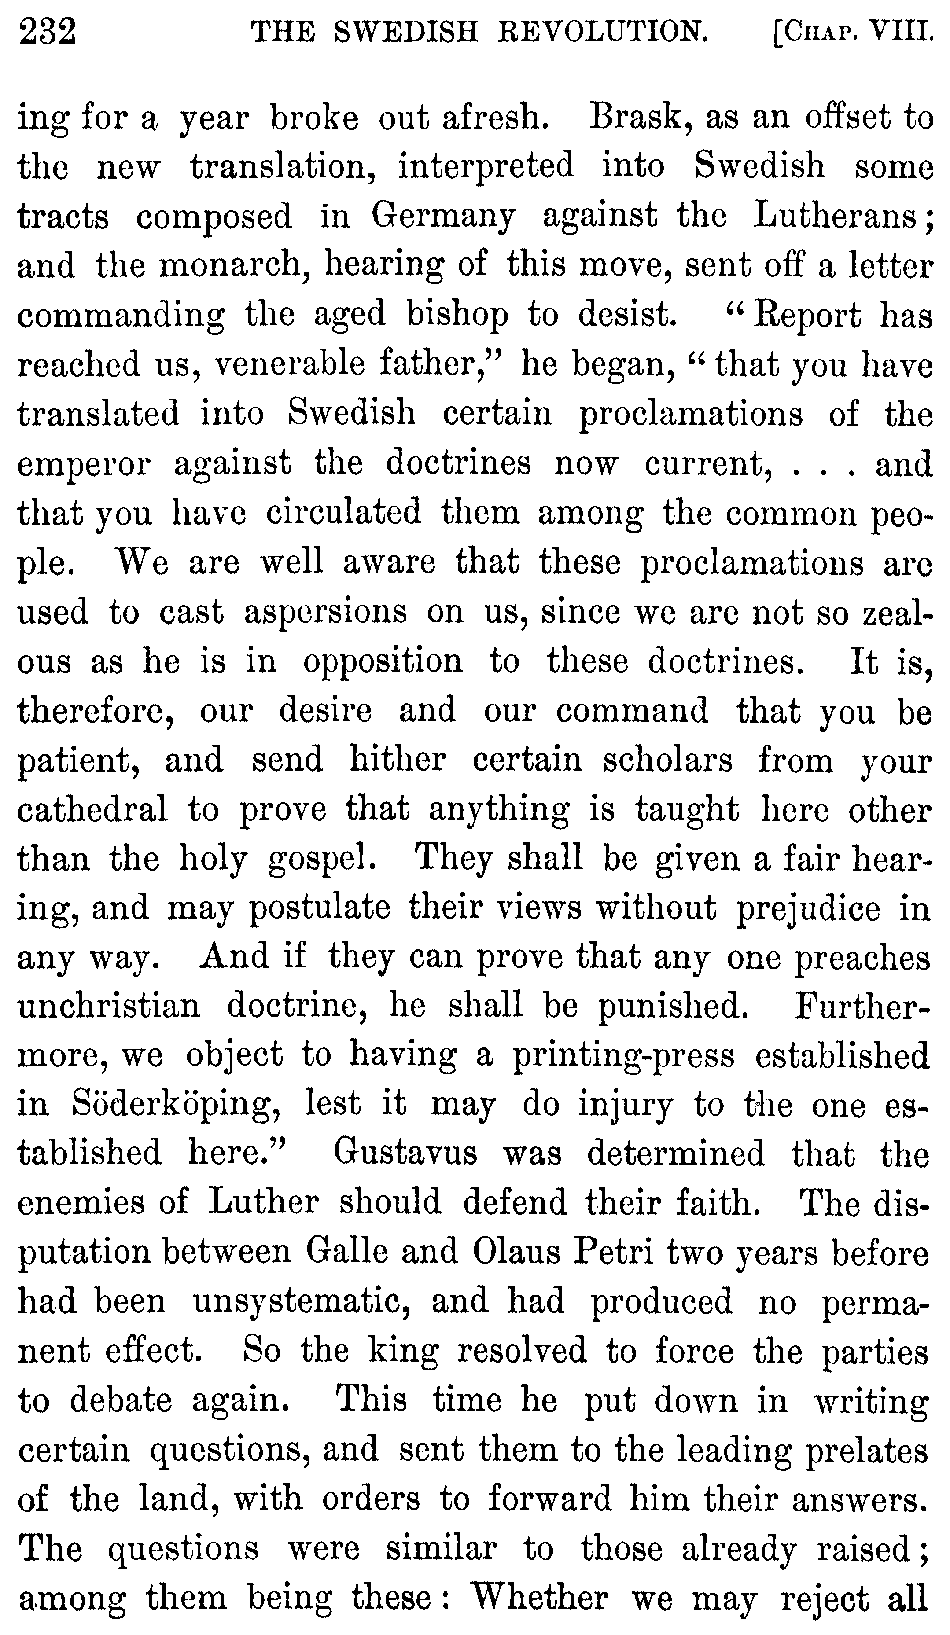 232 THE SWEDISH REVOLUTION. [CHAP. VIII.
ing for a year broke out afresh. Brask, as an offset to
the new translation, interpreted into Swedish some
tracts composed in Germany against the Lutherans;
and the monarch, hearing of this move, sent off a letter
commanding the aged bishop to desist. “Report has
reached us, venerable father,” he began, “that you have
translated into Swedish certain proclamations of the
emperor against the doctrines now current, . . . and
that you have circulated them among the common peo-
ple. We are well aware that these proclamations are
used to cast aspersions on us, since we are not so zeal-
ous as he is in opposition to these doctrines. It is,
therefore, our desire and our command that you be
patient, and send hither certain scholars from your
cathedral to prove that anything is taught here other
than the holy gospel. They shall be given a fair hear-
ing, and may postulate their views without prejudice in
any way. And if they can prove that any one preaches
unchristian doctrine, he shall be punished. Further-
more, we object to having a printing-press established
in Söderköping, lest it may do injury to the one es-
tablished here.” Gustavus was determined that the
enemies of Luther should defend their faith. The dis-
putation between Galle and Olaus Petri two years before
had been unsystematic, and had produced no perma-
nent effect. So the king resolved to force the parties
to debate again. This time he put down in writing
certain questions, and sent them to the leading prelates
of the land, with orders to forward him their answers.
The questions were similar to those already raised;
among them being these: Whether we may reject all